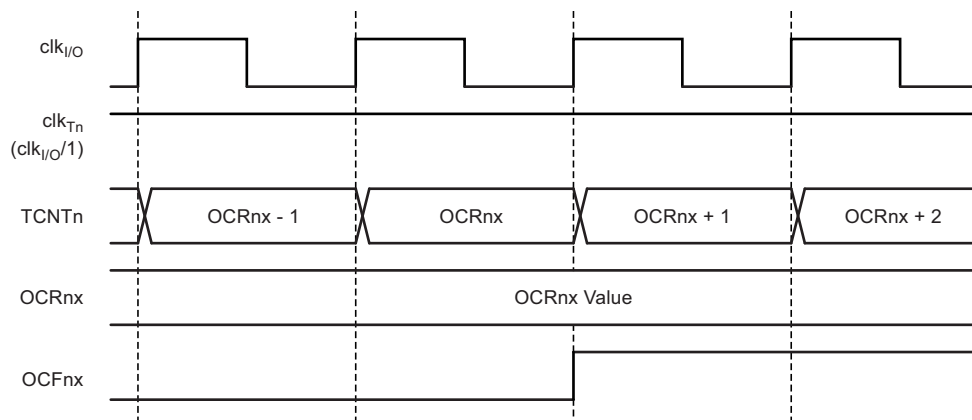 clkI/O
clkTn
(clkI/O/1)
TCNTn OCRnx - 1 OCRnx OCRnx + 1 OCRnx + 2
OCRnx OCRnx Value
OCFnx